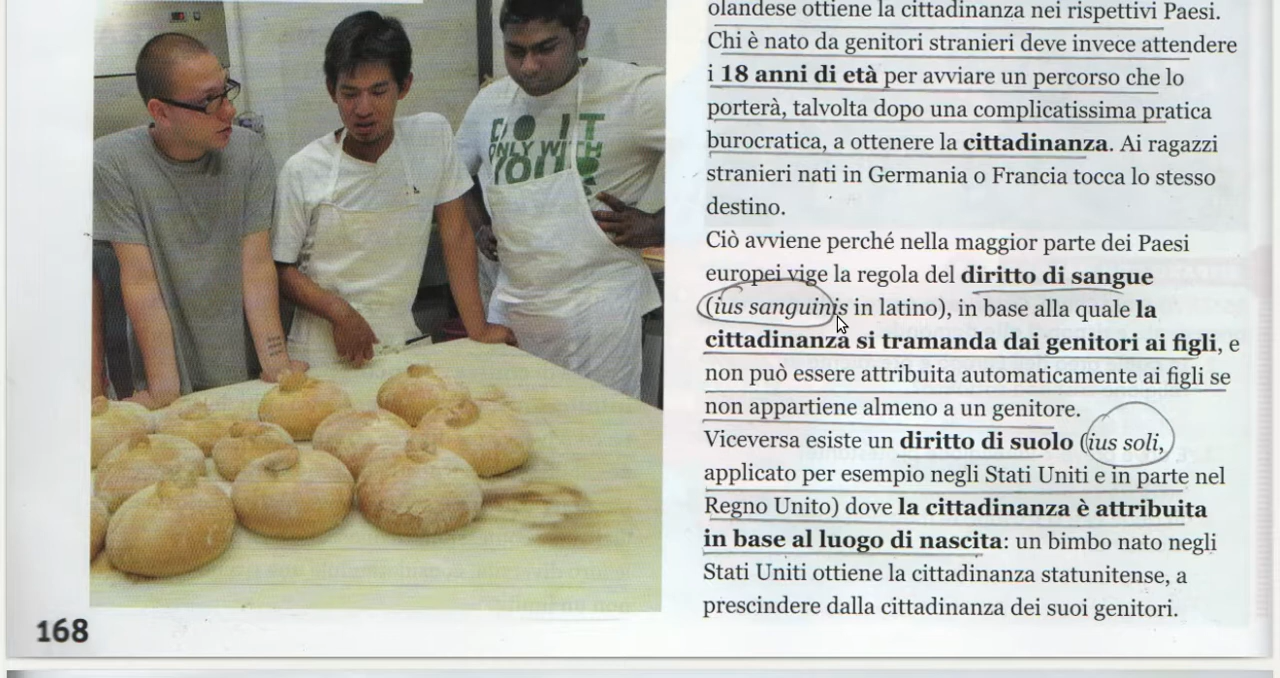 DO IT
ONLY WITH
YOUR
olandese ottiene la cittadinanza nei rispettivi Paesi.
Chi è nato da genitori stranieri deve invece attendere
i 18 anni di età per avviare un percorso che lo
porterà, talvolta dopo una complicatissima pratica
burocratica, a ottenere la cittadinanza. Ai ragazzi
stranieri nati in Germania o Francia tocca lo stesso
destino.
Ciò avviene perché nella maggior parte dei Paesi
europei vige la regola del diritto di sangue
(ius sanguinis in latino), in base alla quale la
cittadinanza si tramanda dai genitori ai figli, e
non può essere attribuita automaticamente ai figli se
non appartiene almeno a un genitore.
Viceversa esiste un diritto di suolo (ius soli,
applicato per esempio negli Stati Uniti e in parte nel
Regno Unito) dove la cittadinanza è attribuita
in base al luogo di nascita: un bimbo nato negli
Stati Uniti ottiene la cittadinanza statunitense, a
prescindere dalla cittadinanza dei suoi genitori.
168